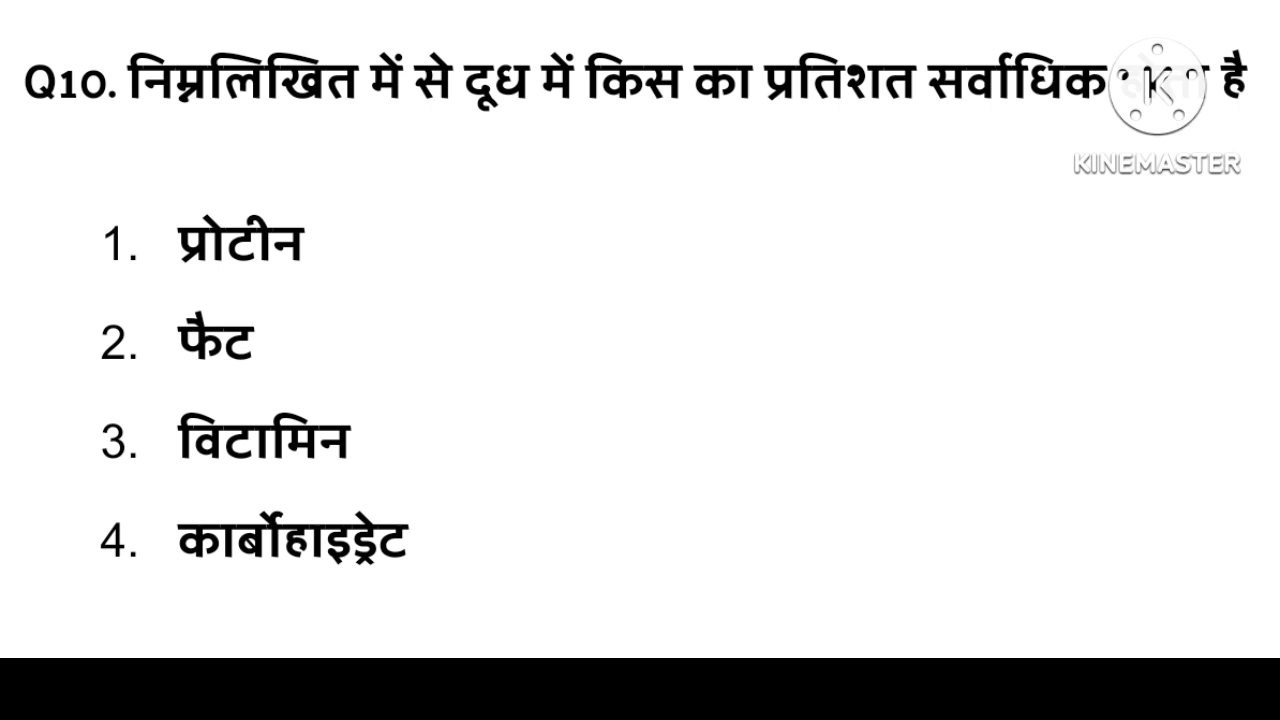 Q10. निम्नलिखित में से दूध में किस का प्रतिशत सर्वाधिक है
KINEMASTER
1. प्रोटीन
2. फैट
3. विटामिन
4. कार्बोहाइड्रेट